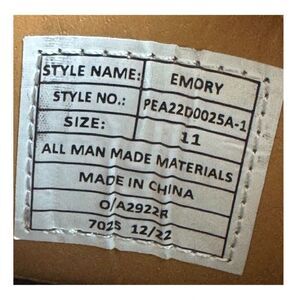 STYLE NAME: EMORY
STYLE NO.: PEA22D0025A-1
SIZE: 11
ALL MAN MADE MATERIALS
MADE IN CHINA
O/A2922R
7025 12/22